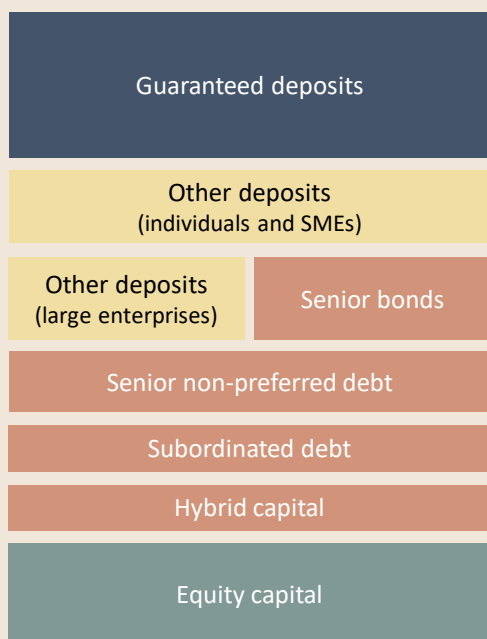 Guaranteed deposits
Other deposits
(individuals and SMEs)
Other deposits
(large enterprises)
Senior bonds
Senior non-preferred debt
Subordinated debt
Hybrid capital
Equity capital